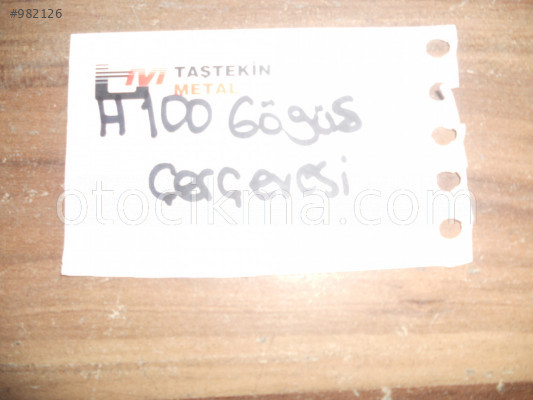 #982126
TAŞTEKIN
METAL
H100 Göğüs
çerçevesi
otocikma.com